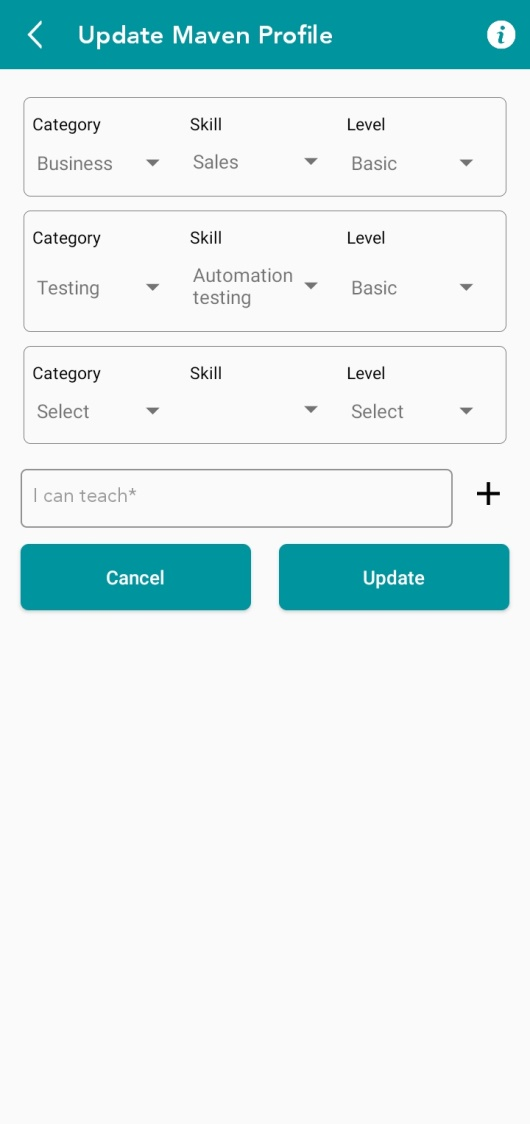 Update Maven Profile
Category Skill Level
Business Sales Basic
Category Skill Level
Testing Automation testing Basic
Category Skill Level
Select Select
I can teach*
Cancel Update